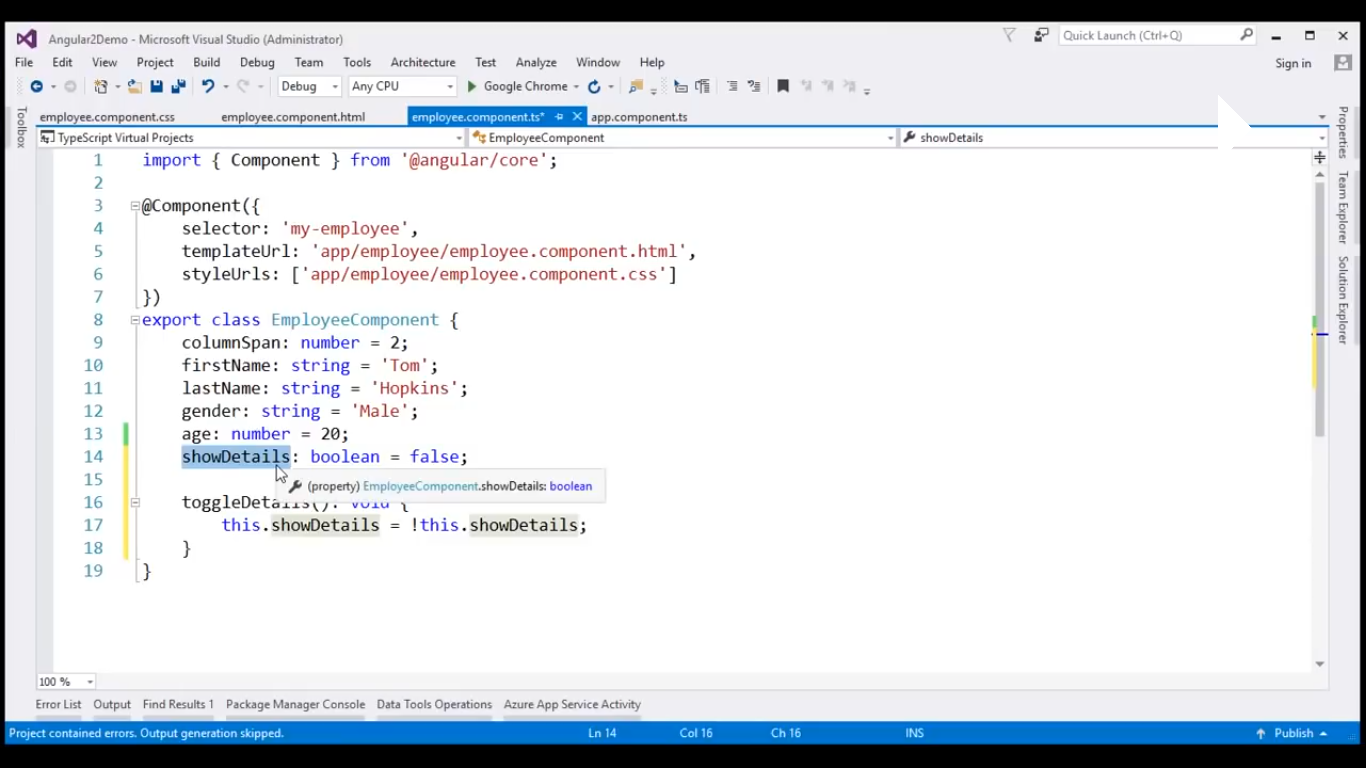 Angular2Demo - Microsoft Visual Studio (Administrator)
Quick Launch (Ctrl+Q)
File Edit View Project Build Debug Team Tools Architecture Test Analyze Window Help
Sign in
Debug Any CPU Google Chrome
employee.component.css employee.component.html employee.component.ts* app.component.ts
TypeScript Virtual Projects EmployeeComponent showDetails
Toolbox
Properties
Team Explorer
Solution Explorer
1 import { Component } from '@angular/core';
2
3 @Component({
4 selector: 'my-employee',
5 templateUrl: 'app/employee/employee.component.html',
6 styleUrls: ['app/employee/employee.component.css']
7 })
8 export class EmployeeComponent {
9 columnSpan: number = 2;
10 firstName: string = 'Tom';
11 lastName: string = 'Hopkins';
12 gender: string = 'Male';
13 age: number = 20;
14 showDetails: boolean = false;
15
(property) EmployeeComponent.showDetails: boolean
16 toggleDetails(): void {
17 this.showDetails = !this.showDetails;
18 }
19 }
100 %
Error List Output Find Results 1 Package Manager Console Data Tools Operations Azure App Service Activity
Project contained errors. Output generation skipped. Ln 14 Col 16 Ch 16 INS Publish